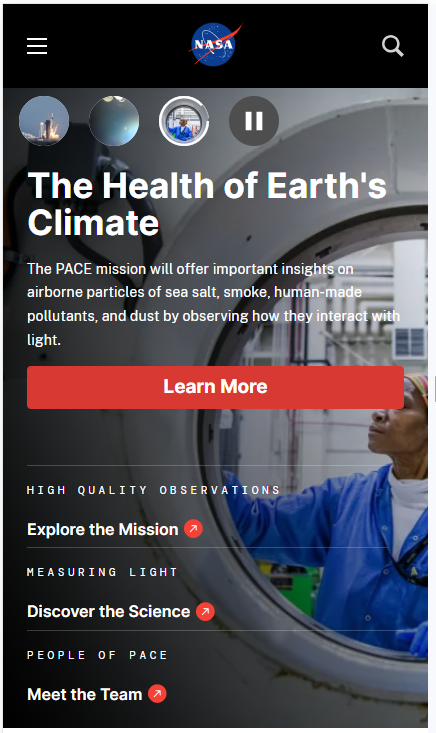 NASA
The Health of Earth's
Climate
The PACE mission will offer important insights on
airborne particles of sea salt, smoke, human-made
pollutants, and dust by observing how they interact with
light.
Learn More
HIGH QUALITY OBSERVATIONS
Explore the Mission
MEASURING LIGHT
Discover the Science
PEOPLE OF PACE
Meet the Team